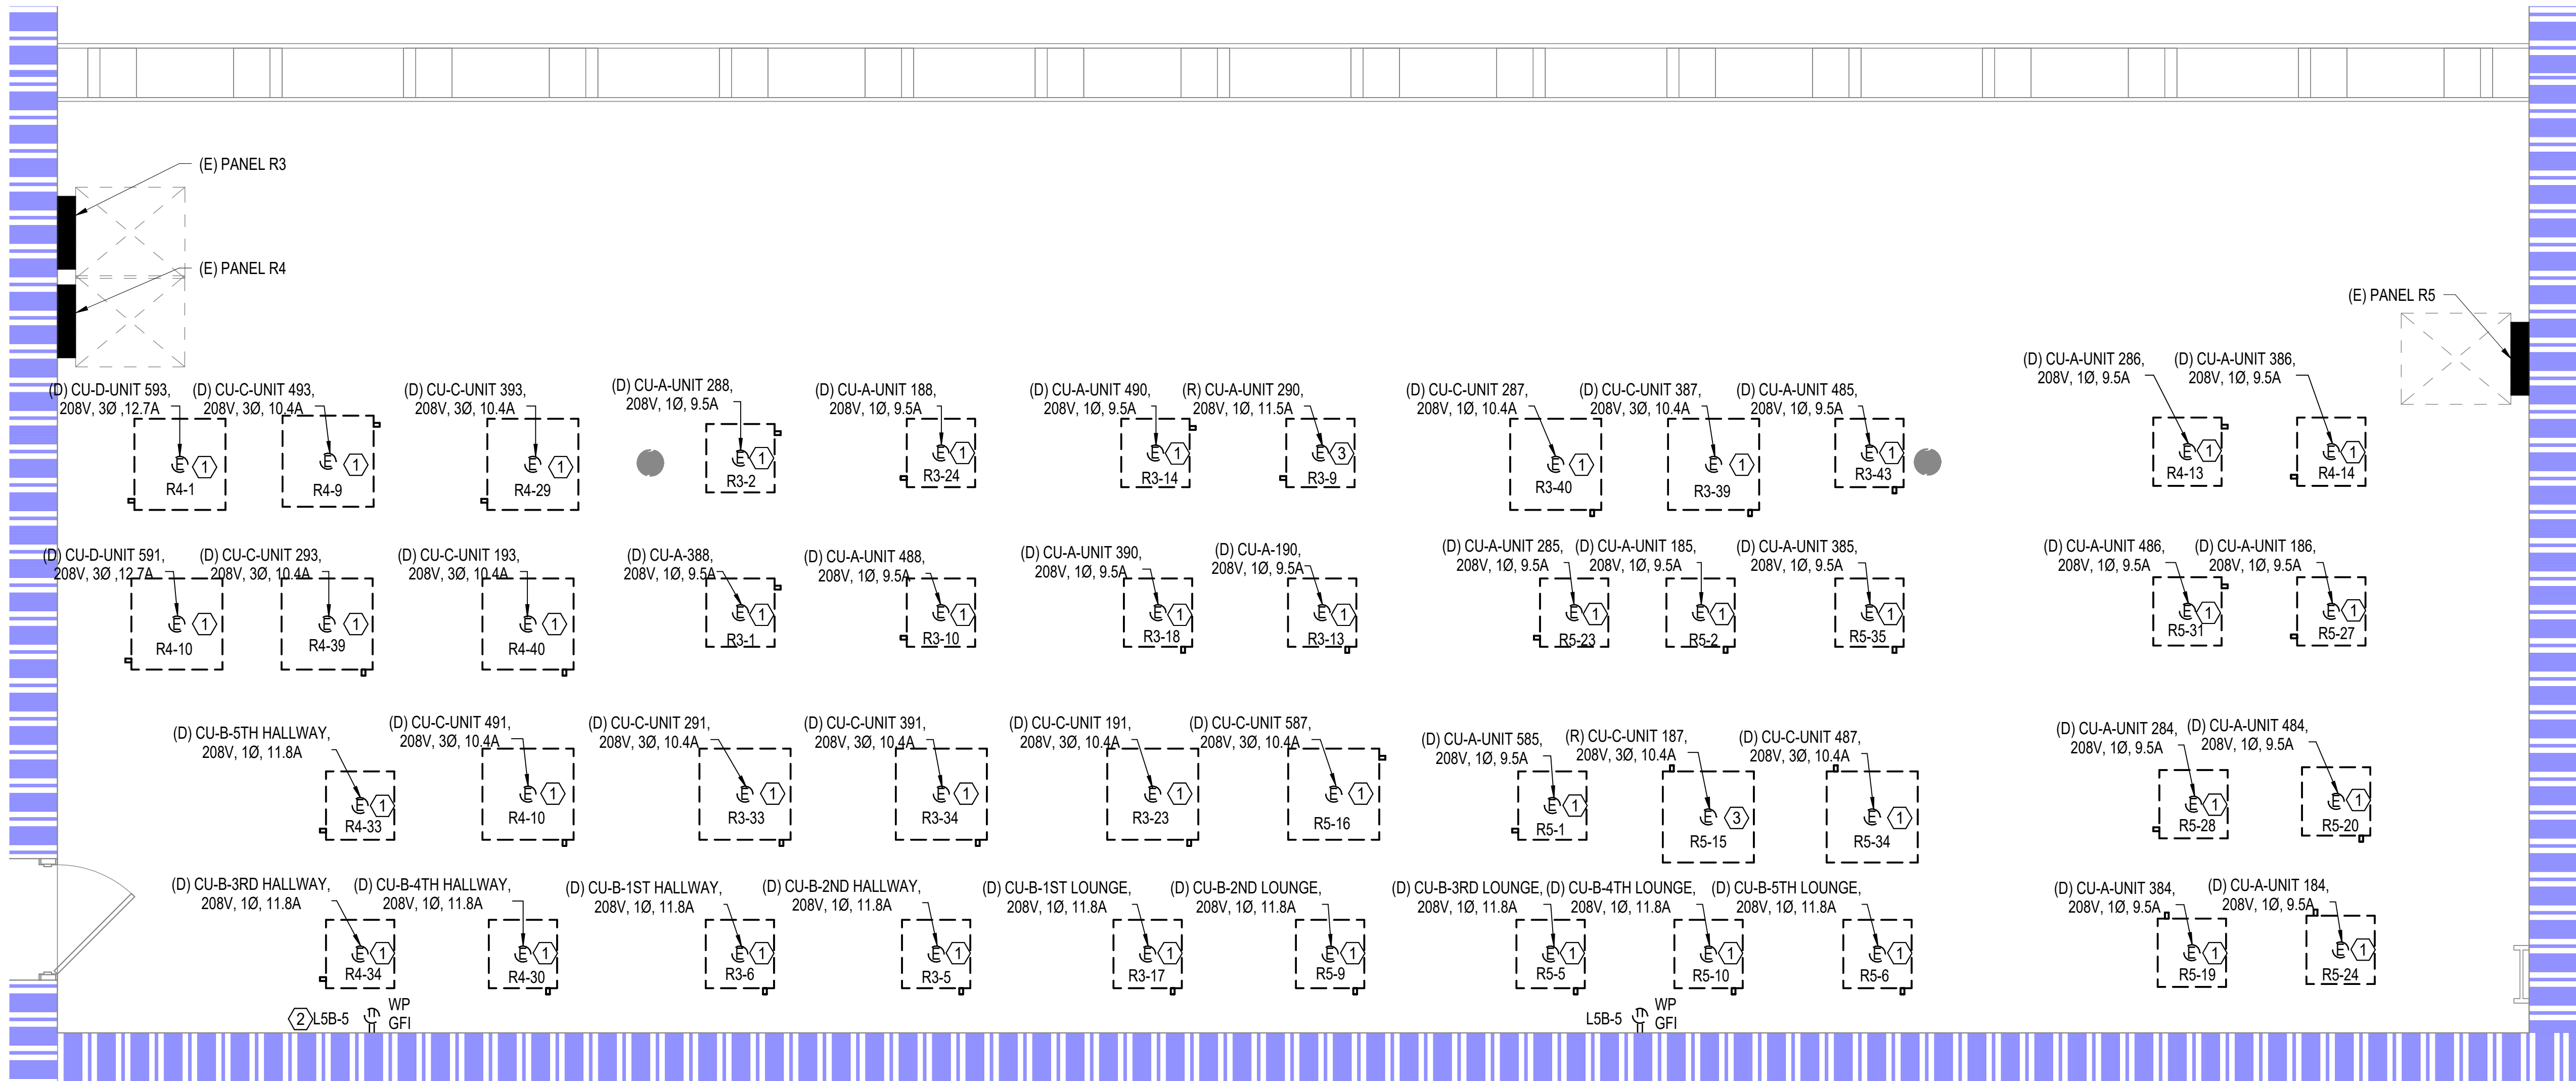 (E) PANEL R3
(E) PANEL R4
(E) PANEL R5
(D) CU-D-UNIT 593,
208V, 3Ø ,12.7A
1
R4-1
(D) CU-C-UNIT 493,
208V, 3Ø, 10.4A
1
R4-9
(D) CU-C-UNIT 393,
208V, 3Ø, 10.4A
1
R4-29
(D) CU-A-UNIT 288,
208V, 1Ø, 9.5A
1
R3-2
(D) CU-A-UNIT 188,
208V, 1Ø, 9.5A
1
R3-24
(D) CU-A-UNIT 490,
208V, 1Ø, 9.5A
1
R3-14
(R) CU-A-UNIT 290,
208V, 1Ø, 11.5A
3
R3-9
(D) CU-C-UNIT 287,
208V, 1Ø, 10.4A
1
R3-40
(D) CU-C-UNIT 387,
208V, 3Ø, 10.4A
1
R3-39
(D) CU-A-UNIT 485,
208V, 1Ø, 9.5A
1
R3-43
(D) CU-A-UNIT 286,
208V, 1Ø, 9.5A
1
R4-13
(D) CU-A-UNIT 386,
208V, 1Ø, 9.5A
1
R4-14
(D) CU-D-UNIT 591,
208V, 3Ø ,12.7A
1
R4-10
(D) CU-C-UNIT 293,
208V, 3Ø, 10.4A
1
R4-39
(D) CU-C-UNIT 193,
208V, 3Ø, 10.4A
1
R4-40
(D) CU-A-388,
208V, 1Ø, 9.5A
1
R3-1
(D) CU-A-UNIT 488,
208V, 1Ø, 9.5A
1
R3-10
(D) CU-A-UNIT 390,
208V, 1Ø, 9.5A
1
R3-18
(D) CU-A-190,
208V, 1Ø, 9.5A
1
R3-13
(D) CU-A-UNIT 285,
208V, 1Ø, 9.5A
1
R5-23
(D) CU-A-UNIT 185,
208V, 1Ø, 9.5A
1
R5-2
(D) CU-A-UNIT 385,
208V, 1Ø, 9.5A
1
R5-35
(D) CU-A-UNIT 486,
208V, 1Ø, 9.5A
1
R5-31
(D) CU-A-UNIT 186,
208V, 1Ø, 9.5A
1
R5-27
(D) CU-B-5TH HALLWAY,
208V, 1Ø, 11.8A
1
R4-33
(D) CU-C-UNIT 491,
208V, 3Ø, 10.4A
1
R4-10
(D) CU-C-UNIT 291,
208V, 3Ø, 10.4A
1
R3-33
(D) CU-C-UNIT 391,
208V, 3Ø, 10.4A
1
R3-34
(D) CU-C-UNIT 191,
208V, 3Ø, 10.4A
1
R3-23
(D) CU-C-UNIT 587,
208V, 3Ø, 10.4A
1
R5-16
(D) CU-A-UNIT 585,
208V, 1Ø, 9.5A
1
R5-1
(R) CU-C-UNIT 187,
208V, 3Ø, 10.4A
3
R5-15
(D) CU-C-UNIT 487,
208V, 3Ø, 10.4A
1
R5-34
(D) CU-A-UNIT 284,
208V, 1Ø, 9.5A
1
R5-28
(D) CU-A-UNIT 484,
208V, 1Ø, 9.5A
1
R5-20
(D) CU-B-3RD HALLWAY,
208V, 1Ø, 11.8A
1
R4-34
(D) CU-B-4TH HALLWAY,
208V, 1Ø, 11.8A
1
R4-30
(D) CU-B-1ST HALLWAY,
208V, 1Ø, 11.8A
1
R3-6
(D) CU-B-2ND HALLWAY,
208V, 1Ø, 11.8A
1
R3-5
(D) CU-B-1ST LOUNGE,
208V, 1Ø, 11.8A
1
R3-17
(D) CU-B-2ND LOUNGE,
208V, 1Ø, 11.8A
1
R5-9
(D) CU-B-3RD LOUNGE,
208V, 1Ø, 11.8A
1
R5-5
(D) CU-B-4TH LOUNGE,
208V, 1Ø, 11.8A
1
R5-10
(D) CU-B-5TH LOUNGE,
208V, 1Ø, 11.8A
1
R5-6
(D) CU-A-UNIT 384,
208V, 1Ø, 9.5A
1
R5-19
(D) CU-A-UNIT 184,
208V, 1Ø, 9.5A
1
R5-24
2 L5B-5
WP
GFI
L5B-5
WP
GFI